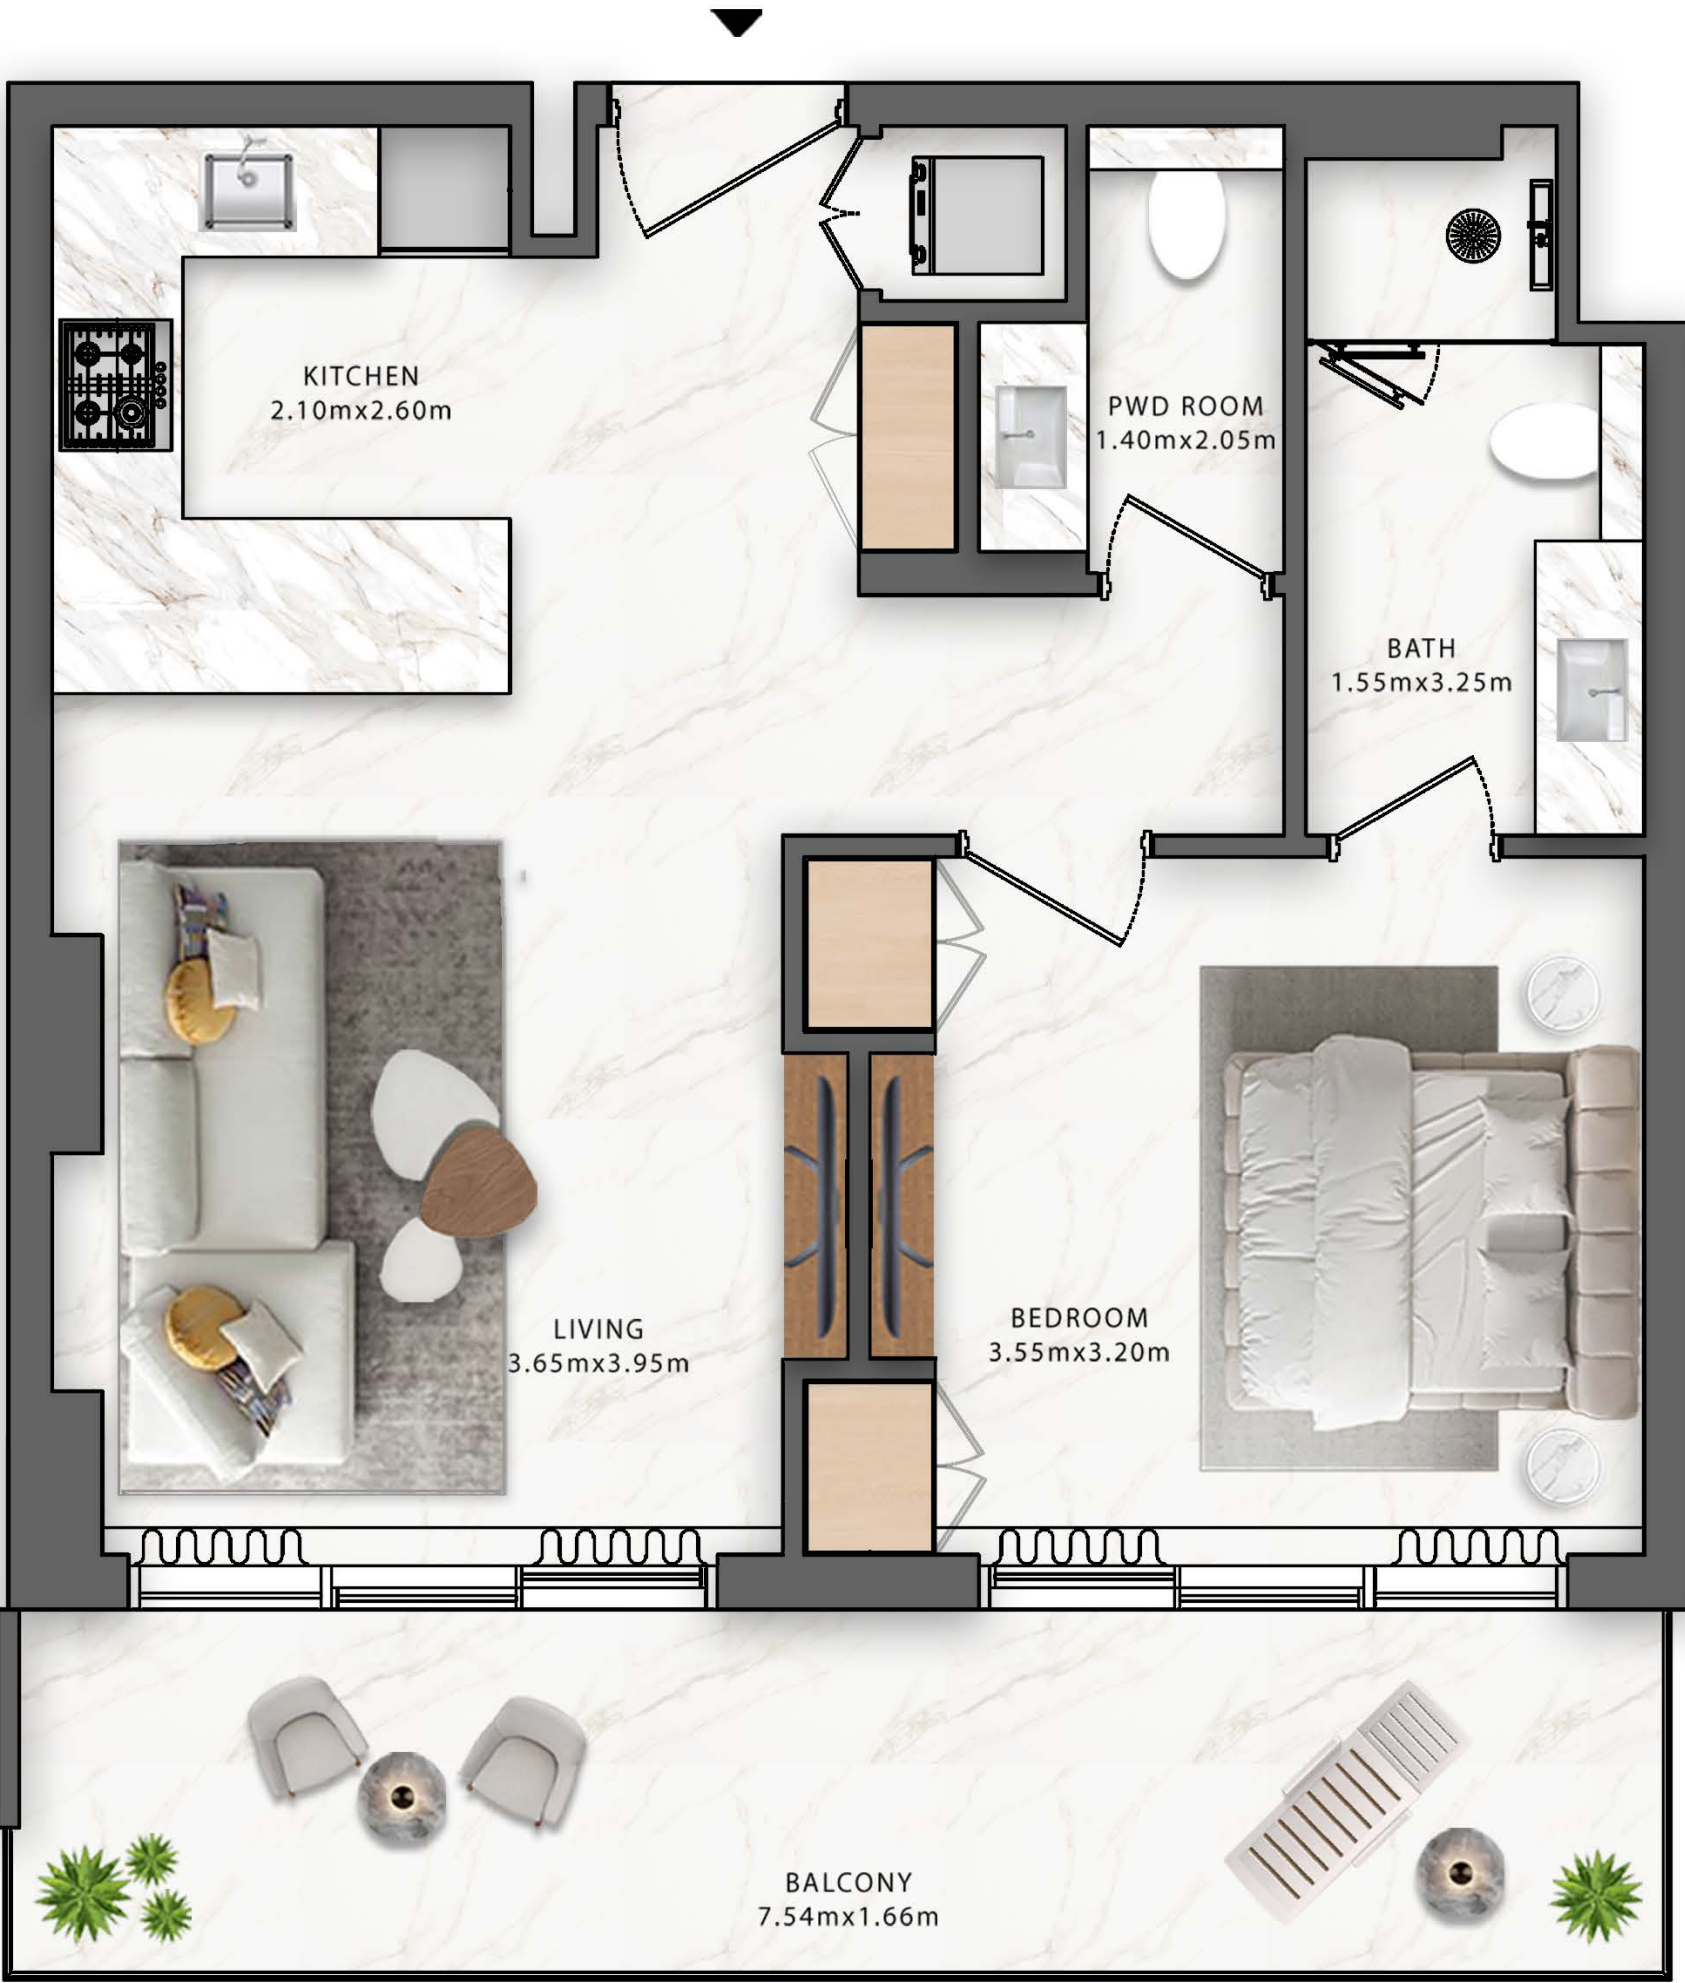 KITCHEN
2.10mx2.60m
PWD ROOM
1.40mx2.05m
BATH
1.55mx3.25m
LIVING
3.65mx3.95m
BEDROOM
3.55mx3.20m
BALCONY
7.54mx1.66m